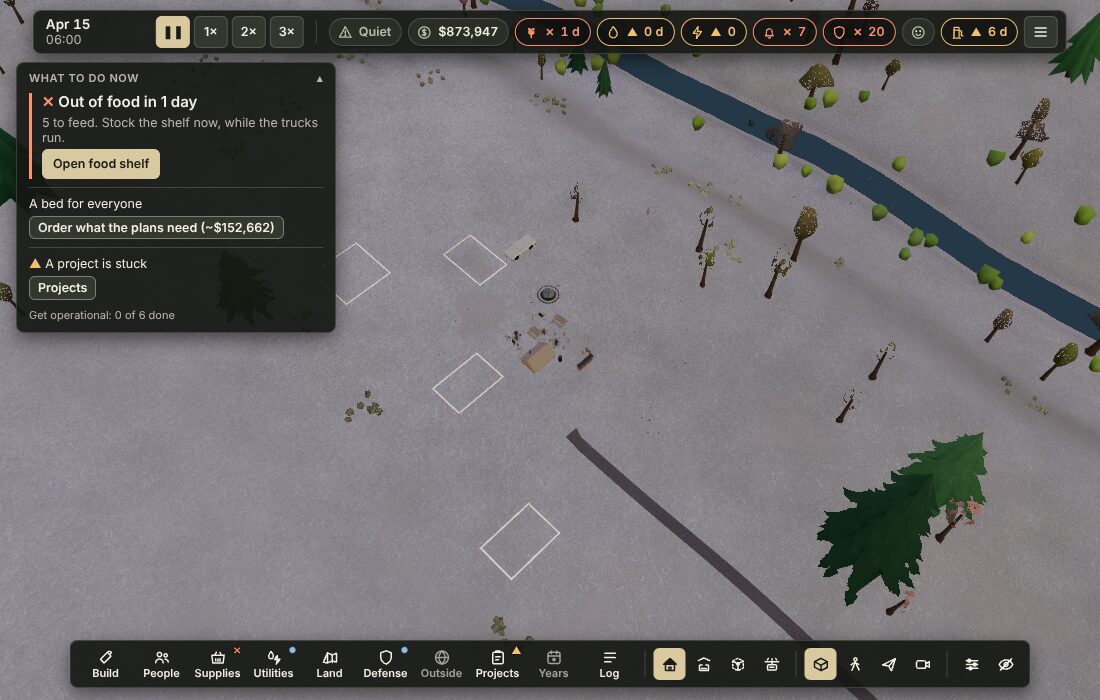 Apr 15
06:00
1×
2×
3×
Quiet
$873,947
× 1 d
0 d
0
× 7
× 20
6 d
WHAT TO DO NOW
× Out of food in 1 day
5 to feed. Stock the shelf now, while the trucks
run.
Open food shelf
A bed for everyone
Order what the plans need (~$152,662)
A project is stuck
Projects
Get operational: 0 of 6 done
Build
People
Supplies
Utilities
Land
Defense
Outside
Projects
Years
Log